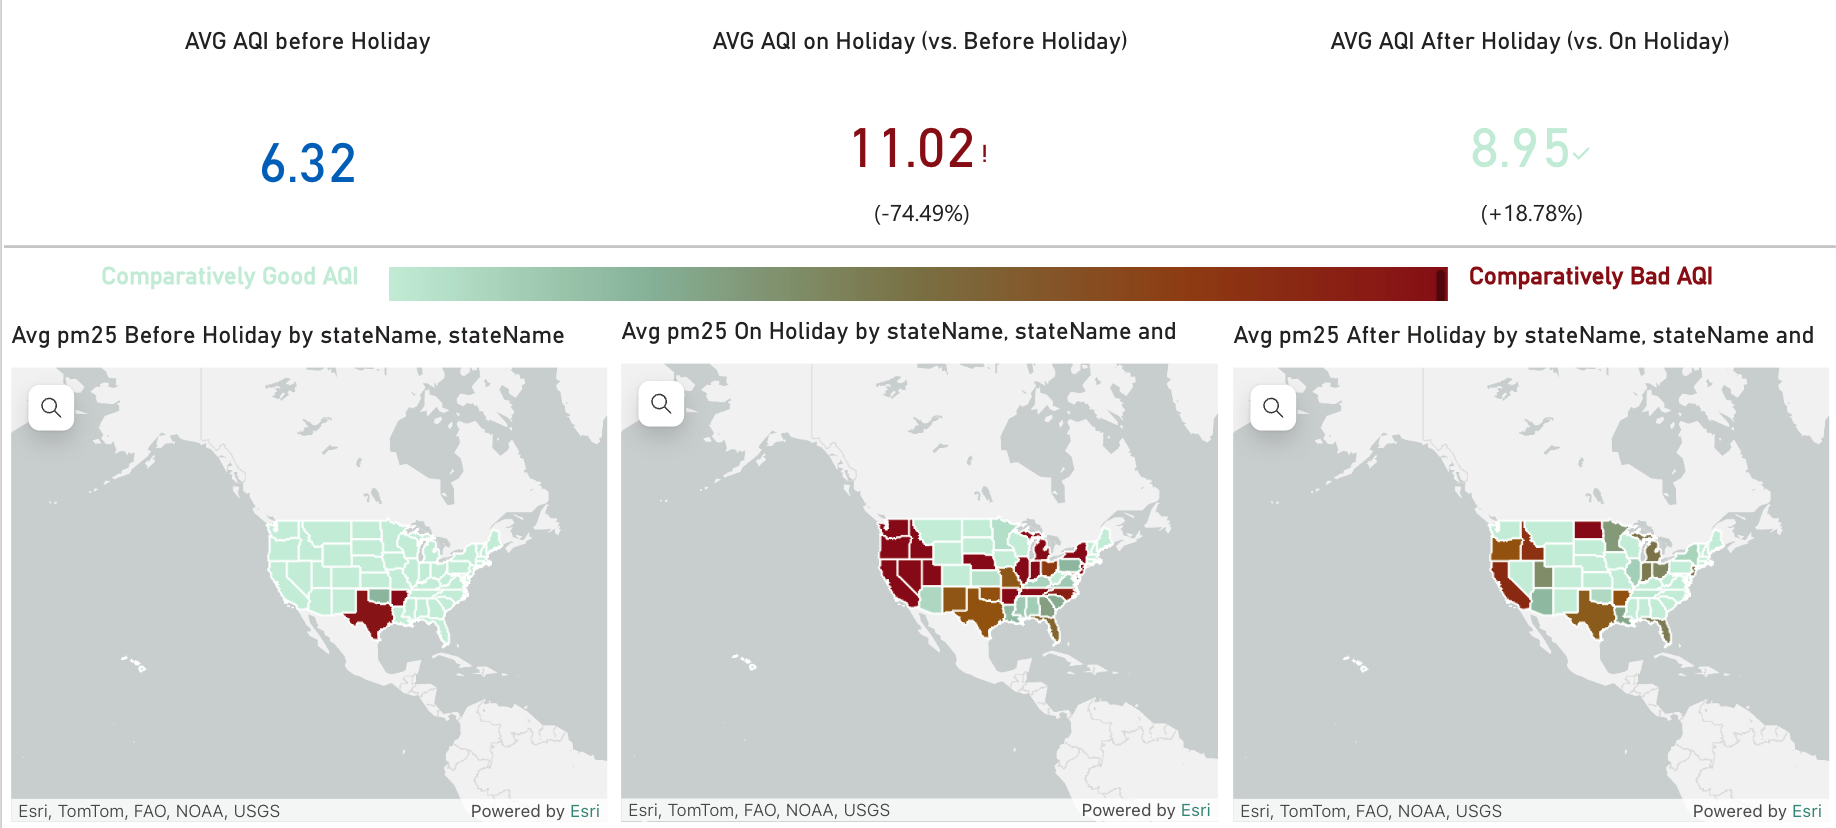 AVG AQI before Holiday
AVG AQI on Holiday (vs. Before Holiday)
AVG AQI After Holiday (vs. On Holiday)
6.32
11.02 !
8.95✓
(-74.49%)
(+18.78%)
Comparatively Good AQI
Comparatively Bad AQI
Avg pm25 Before Holiday by stateName, stateName
Avg pm25 On Holiday by stateName, stateName and
Avg pm25 After Holiday by stateName, stateName and
Esri, TomTom, FAO, NOAA, USGS
Powered by Esri
Esri, TomTom, FAO, NOAA, USGS
Powered by Esri
Esri, TomTom, FAO, NOAA, USGS
Powered by Esri